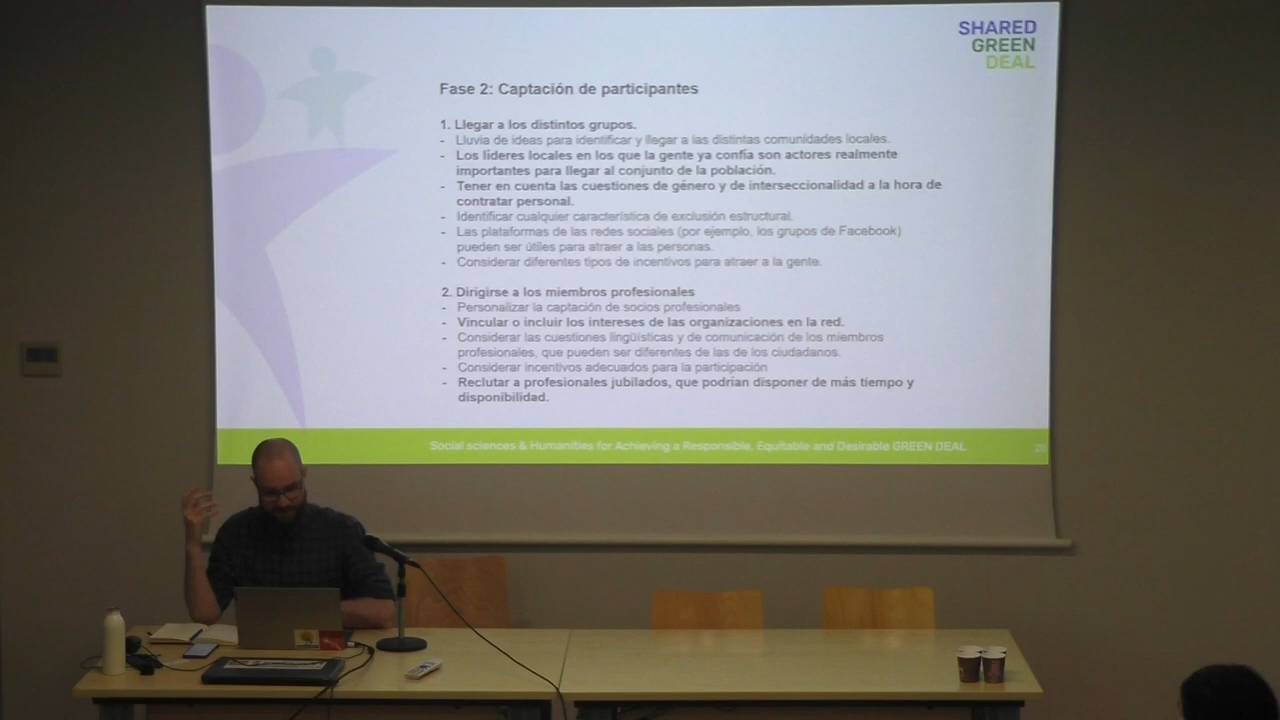 SHARED
GREEN
DEAL
Fase 2: Captación de participantes
1. Llegar a los distintos grupos.
- Lluvia de ideas para identificar y llegar a las distintas comunidades locales.
- Los líderes locales en los que la gente ya confía son actores realmente
importantes para llegar al conjunto de la población.
- Tener en cuenta las cuestiones de género y de interseccionalidad a la hora de
contratar personal.
- Identificar cualquier característica de exclusión estructural.
- Las plataformas de las redes sociales (por ejemplo, los grupos de Facebook)
pueden ser útiles para atraer a las personas.
- Considerar diferentes tipos de incentivos para atraer a la gente.
2. Dirigirse a los miembros profesionales
- Personalizar la captación de socios profesionales
- Vincular o incluir los intereses de las organizaciones en la red.
- Considerar las cuestiones lingüísticas y de comunicación de los miembros
profesionales, que pueden ser diferentes de las de los ciudadanos.
- Considerar incentivos adecuados para la participación
- Reclutar a profesionales jubilados, que podrían disponer de más tiempo y
disponibilidad.
Social sciences & Humanities for Achieving a Responsible, Equitable and Desirable GREEN DEAL